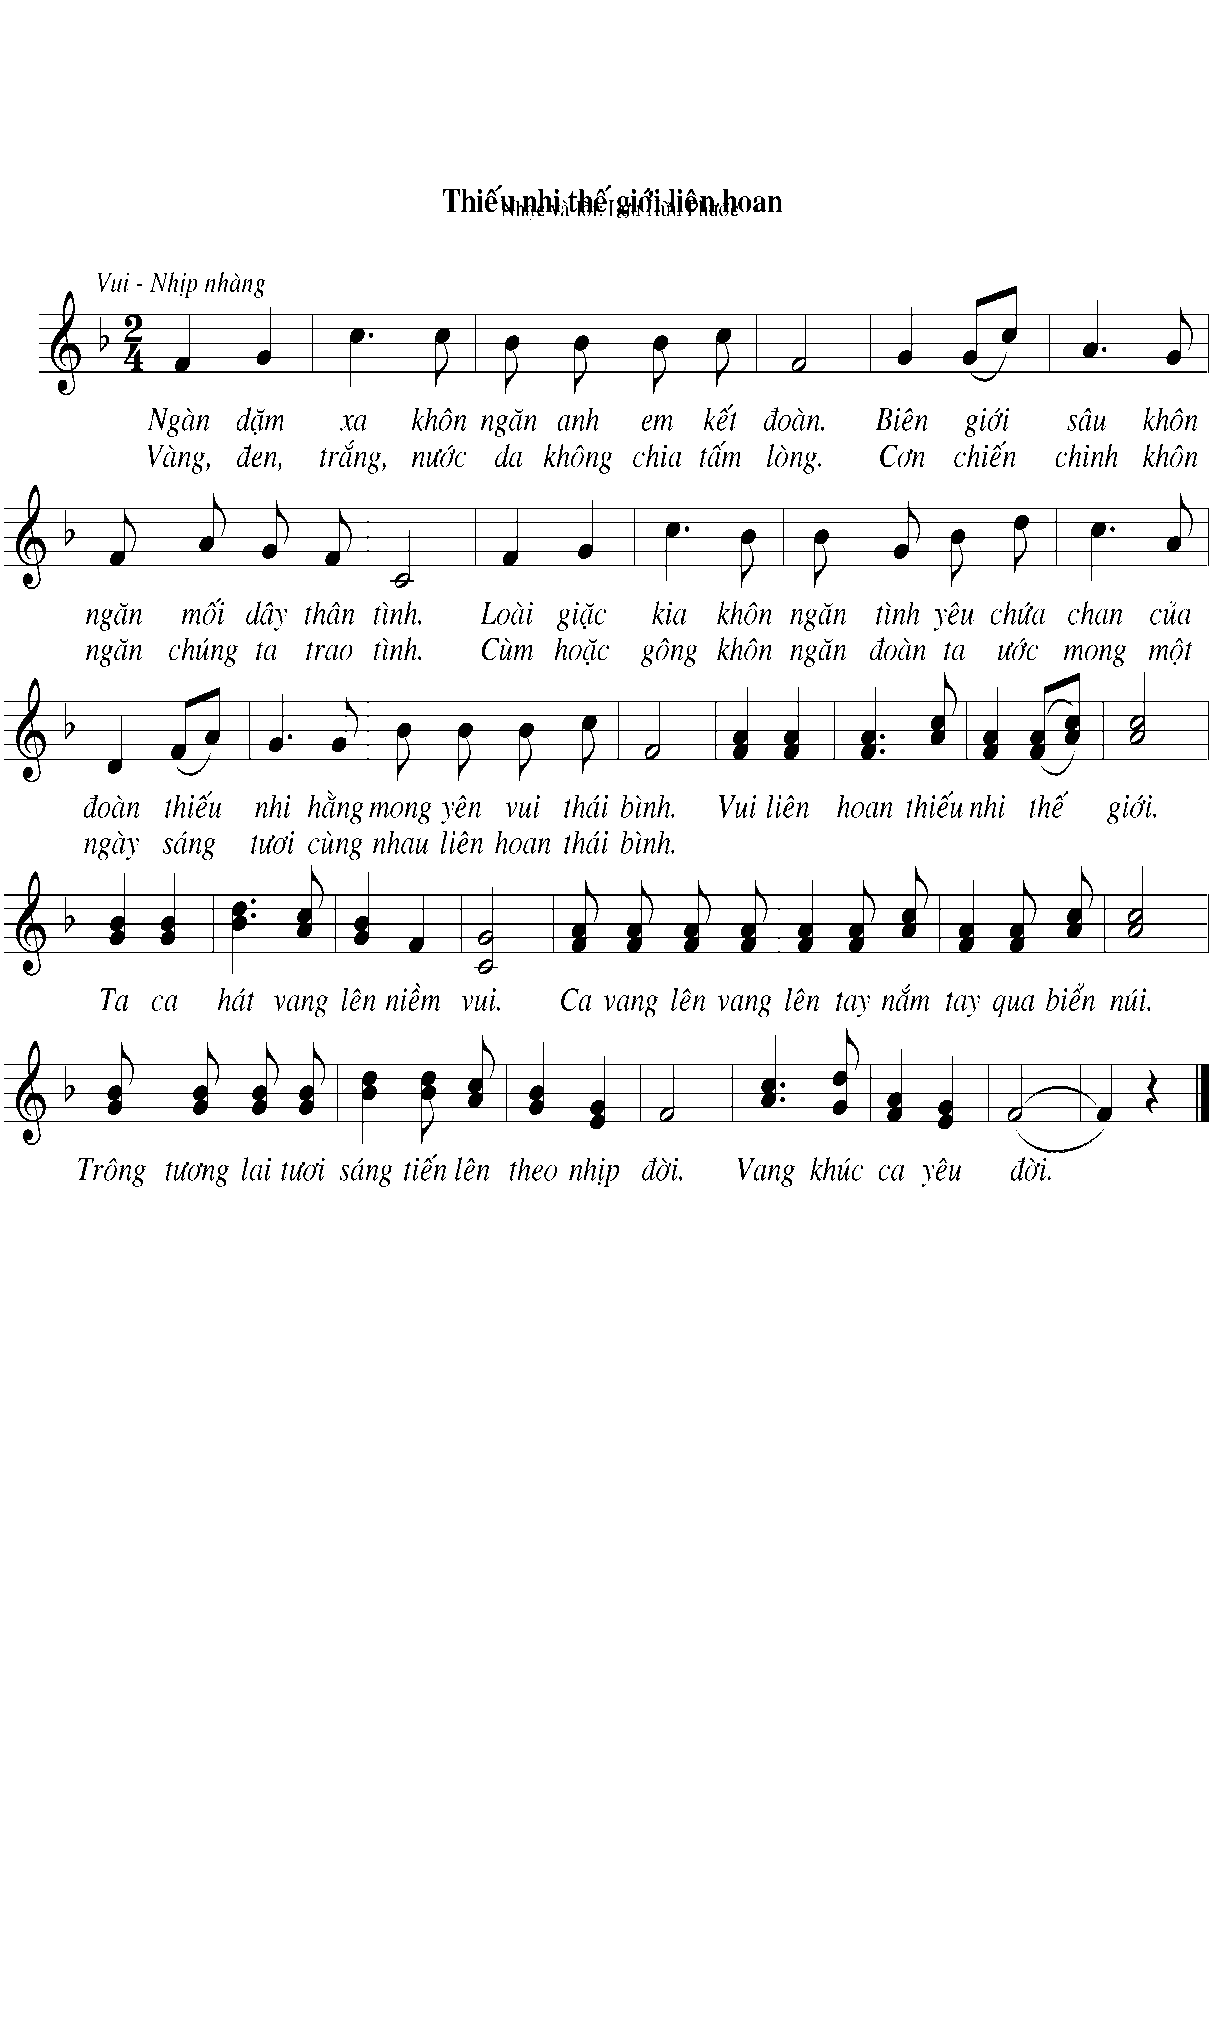 Thiếu nhi thế giới liên hoan
Nhạc và lời:
Vui - Nhịp nhàng
2
4
Ngàn dặm xa khôn ngăn anh em kết đoàn. Biên giới sâu khôn
Vàng, đen, trắng, nước da không chia tấm lòng. Cơn chiến chinh khôn
ngăn mối dây thân tình. Loài giặc kia khôn ngăn tình yêu chứa chan của
ngăn chúng ta trao tình. Cùm hoặc gông khôn ngăn đoàn ta ước mong một
đoàn thiếu nhi hằng mong yên vui thái bình. Vui liên hoan thiếu nhi thế giới.
ngày sáng tươi cùng nhau liên hoan thái bình.
Ta ca hát vang lên niềm vui. Ca vang lên vang lên tay nắm tay qua biển núi.
Trông tương lai tươi sáng tiến lên theo nhịp đời. Vang khúc ca yêu đời.